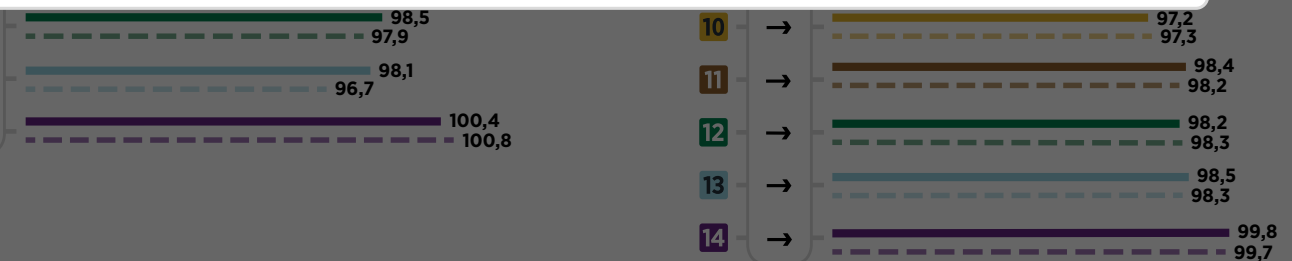 98,5
97,9
98,1
96,7
100,4
100,8
10 → 97,2
97,3
11 → 98,4
98,2
12 → 98,2
98,3
13 → 98,5
98,3
14 → 99,8
99,7